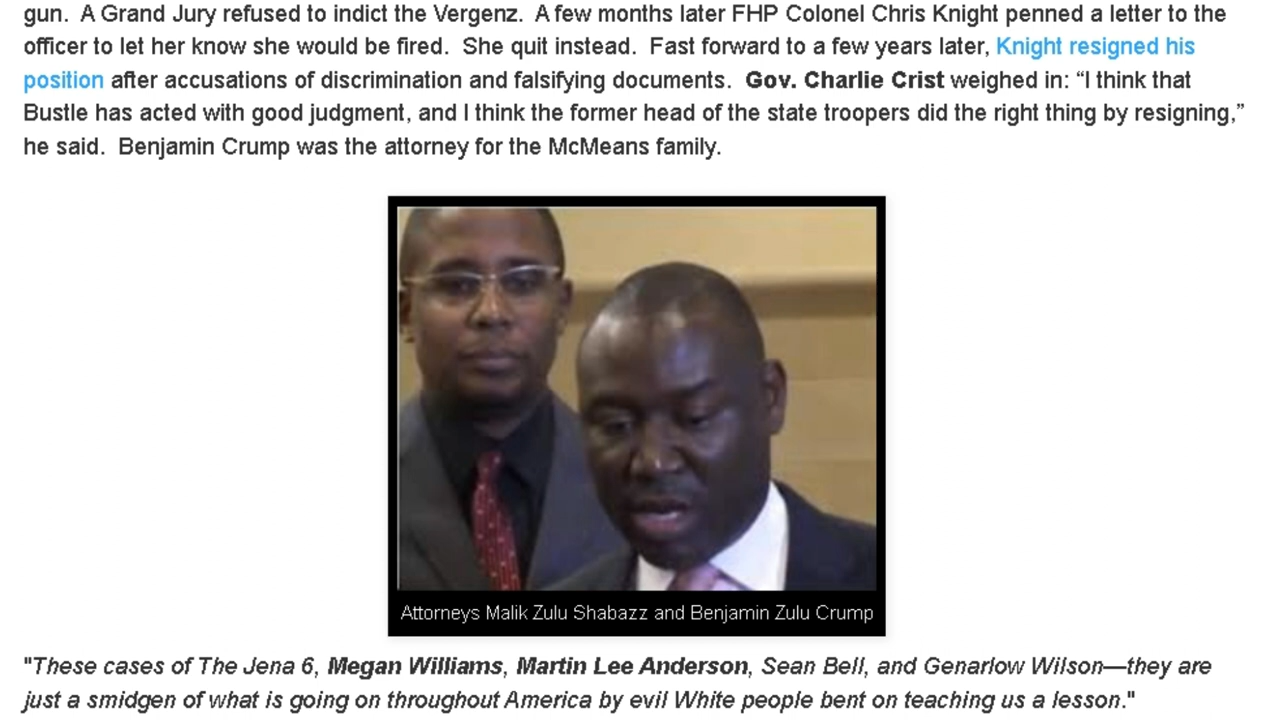 gun.  A Grand Jury refused to indict the Vergenz.  A few months later FHP Colonel Chris Knight penned a letter to the
officer to let her know she would be fired.  She quit instead.  Fast forward to a few years later, Knight resigned his
position after accusations of discrimination and falsifying documents.  Gov. Charlie Crist weighed in: “I think that
Bustle has acted with good judgment, and I think the former head of the state troopers did the right thing by resigning,”
he said.  Benjamin Crump was the attorney for the McMeans family.
Attorneys Malik Zulu Shabazz and Benjamin Zulu Crump
"These cases of The Jena 6, Megan Williams, Martin Lee Anderson, Sean Bell, and Genarlow Wilson—they are
just a smidgen of what is going on throughout America by evil White people bent on teaching us a lesson."